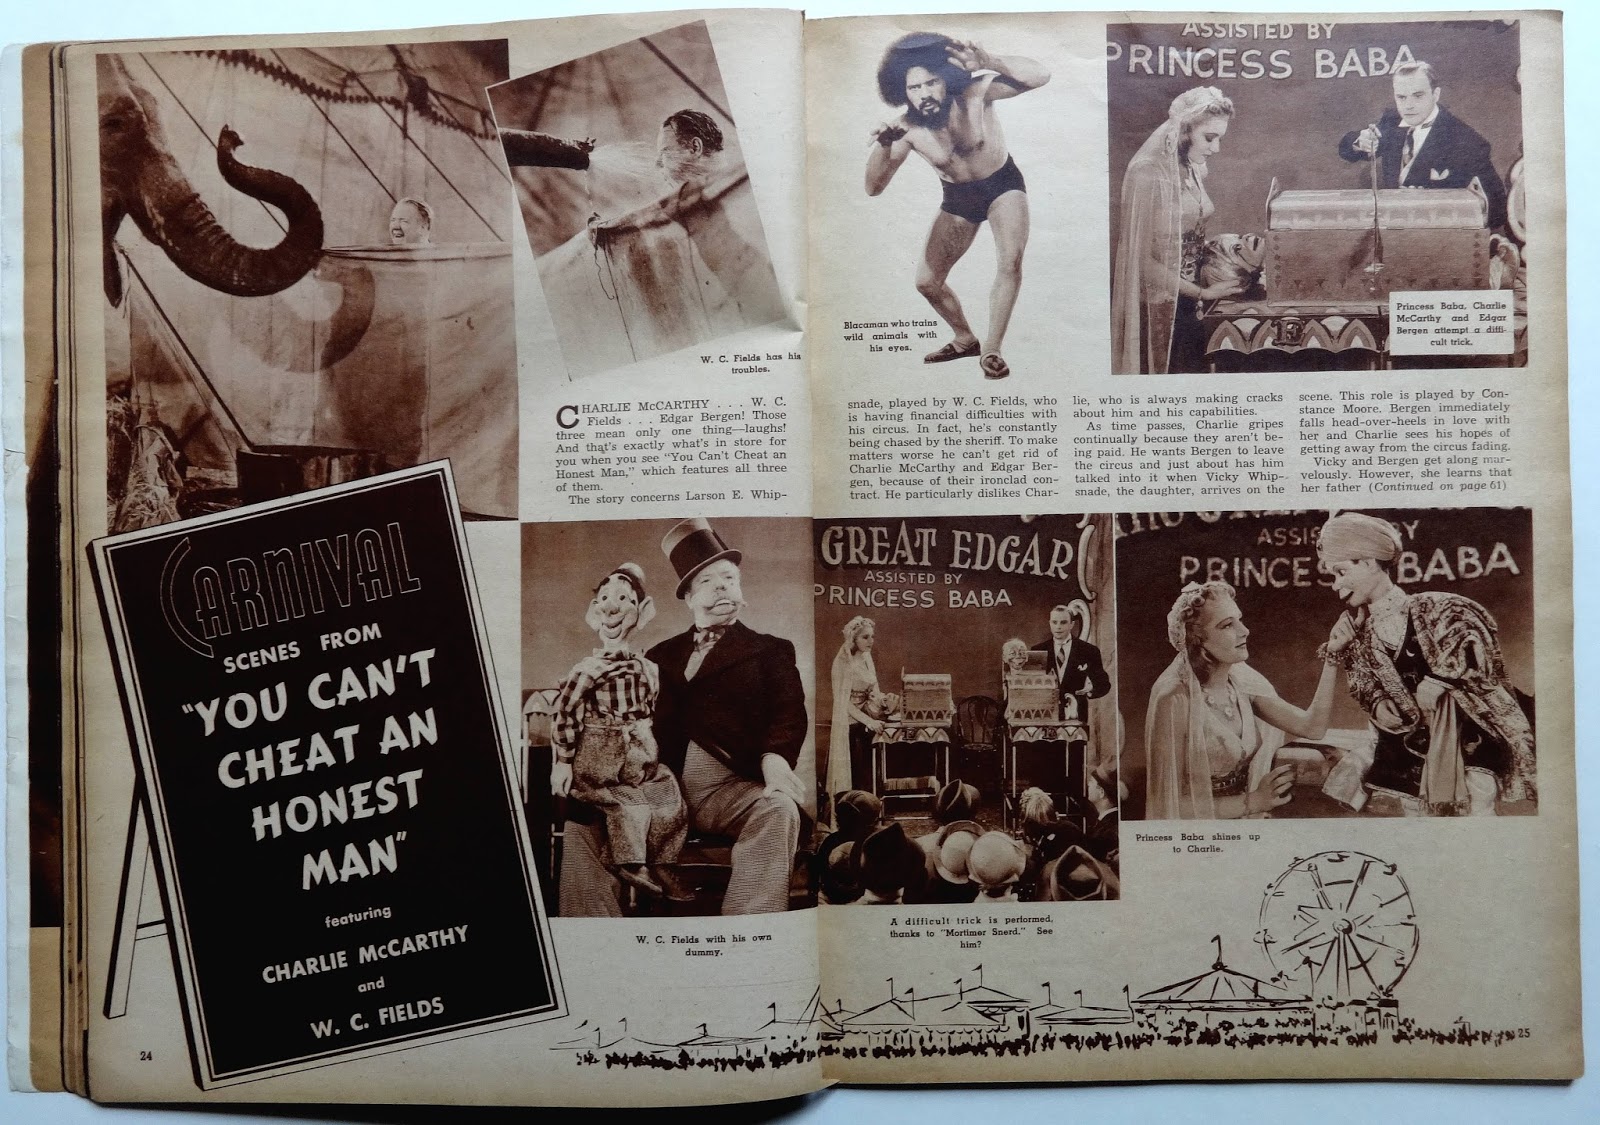 W. C. Fields has his
troubles.
CHARLIE McCARTHY . . . W. C.
Fields . . . Edgar Bergen! Those
three mean only one thing—laughs!
And that's exactly what's in store for
you when you see "You Can't Cheat an
Honest Man," which features all three
of them.
The story concerns Larson E. Whip-
CARNIVAL
SCENES FROM
"YOU CAN'T
CHEAT AN
HONEST
MAN"
featuring
CHARLIE McCARTHY
and
W. C. FIELDS
W. C. Fields with his own
dummy.
24
Blacaman who trains
wild animals with
his eyes.
ASSISTED BY
PRINCESS BABA
Princess Baba, Charlie
McCarthy and Edgar
Bergen attempt a diffi-
cult trick.
snade, played by W. C. Fields, who
is having financial difficulties with
his circus. In fact, he's constantly
being chased by the sheriff. To make
matters worse he can't get rid of
Charlie McCarthy and Edgar Ber-
gen, because of their ironclad con-
tract. He particularly dislikes Char-
lie, who is always making cracks
about him and his capabilities.
As time passes, Charlie gripes
continually because they aren't be-
ing paid. He wants Bergen to leave
the circus and just about has him
talked into it when Vicky Whip-
snade, the daughter, arrives on the
scene. This role is played by Con-
stance Moore. Bergen immediately
falls head-over-heels in love with
her and Charlie sees his hopes of
getting away from the circus fading.
Vicky and Bergen get along mar-
velously. However, she learns that
her father (Continued on page 61)
GREAT EDGAR
ASSISTED BY
PRINCESS BABA
A difficult trick is performed,
thanks to "Mortimer Snerd." See
him?
ASSIS BY
PRINCES BABA
Princess Baba shines up
to Charlie.
25